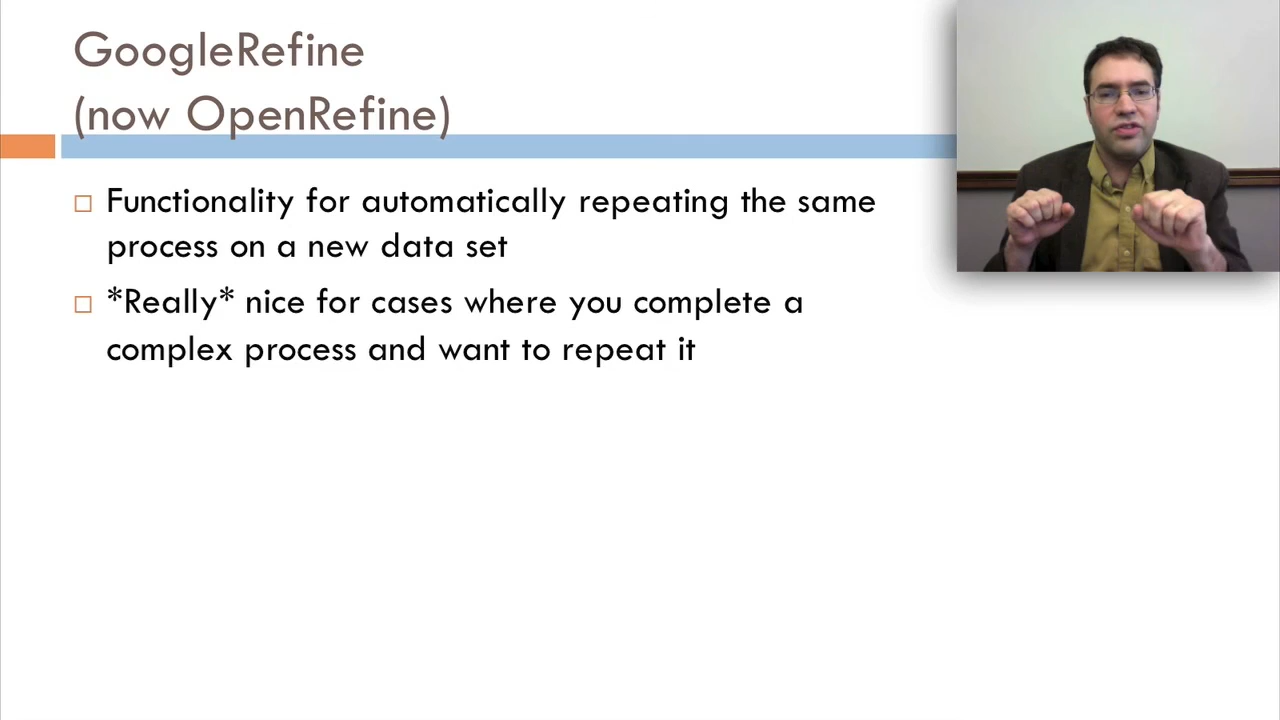 GoogleRefine
(now OpenRefine)
Functionality for automatically repeating the same
process on a new data set
*Really* nice for cases where you complete a
complex process and want to repeat it